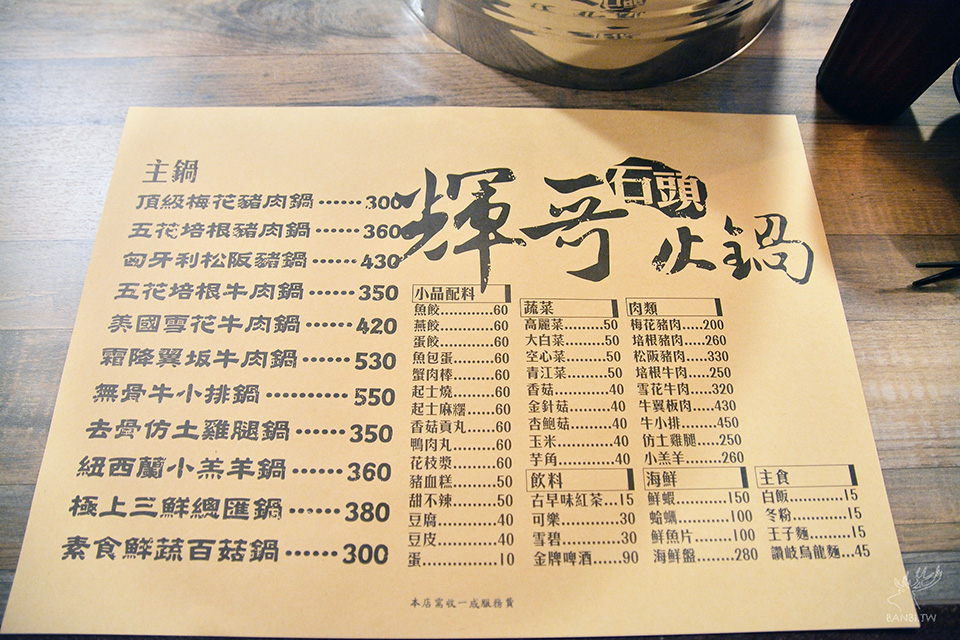 主鍋
頂級梅花豬肉鍋······300
五花培根豬肉鍋······360
匈牙利松阪豬鍋······430
五花培根牛肉鍋······350
美國雪花牛肉鍋······420
霜降翼坂牛肉鍋······530
無骨牛小排鍋·········550
去骨仿土雞腿鍋······350
紐西蘭小羔羊鍋······360
極上三鮮總匯鍋······380
素食鮮蔬百菇鍋······300
輝哥石頭火鍋
小品配料
魚餃............60
燕餃............60
蛋餃............60
魚包蛋.........60
蟹肉棒.........60
起士燒.........60
起士麻糬......60
香菇貢丸......60
鴨肉丸.........60
花枝漿.........60
豬血糕.........50
甜不辣.........50
豆腐............40
豆皮............40
蛋...............10
蔬菜
高麗菜.........50
大白菜.........50
空心菜.........50
青江菜.........50
香菇............40
金針菇.........40
杏鮑菇.........40
玉米............40
芋角............40
飲料
古早味紅茶...15
可樂............30
雪碧............30
金牌啤酒......90
肉類
梅花豬肉.....200
培根豬肉.....260
松阪豬肉.....330
培根牛肉.....250
雪花牛肉.....320
牛翼板肉.....430
牛小排........450
仿土雞腿.....250
小羔羊........260
海鮮
鮮蝦.........150
蛤蠣.........100
鮮魚片......100
海鮮盤......280
主食
白飯............15
冬粉............15
王子麵.........15
讚岐烏龍麵...45
本店需收一成服務費
BANBI.TW